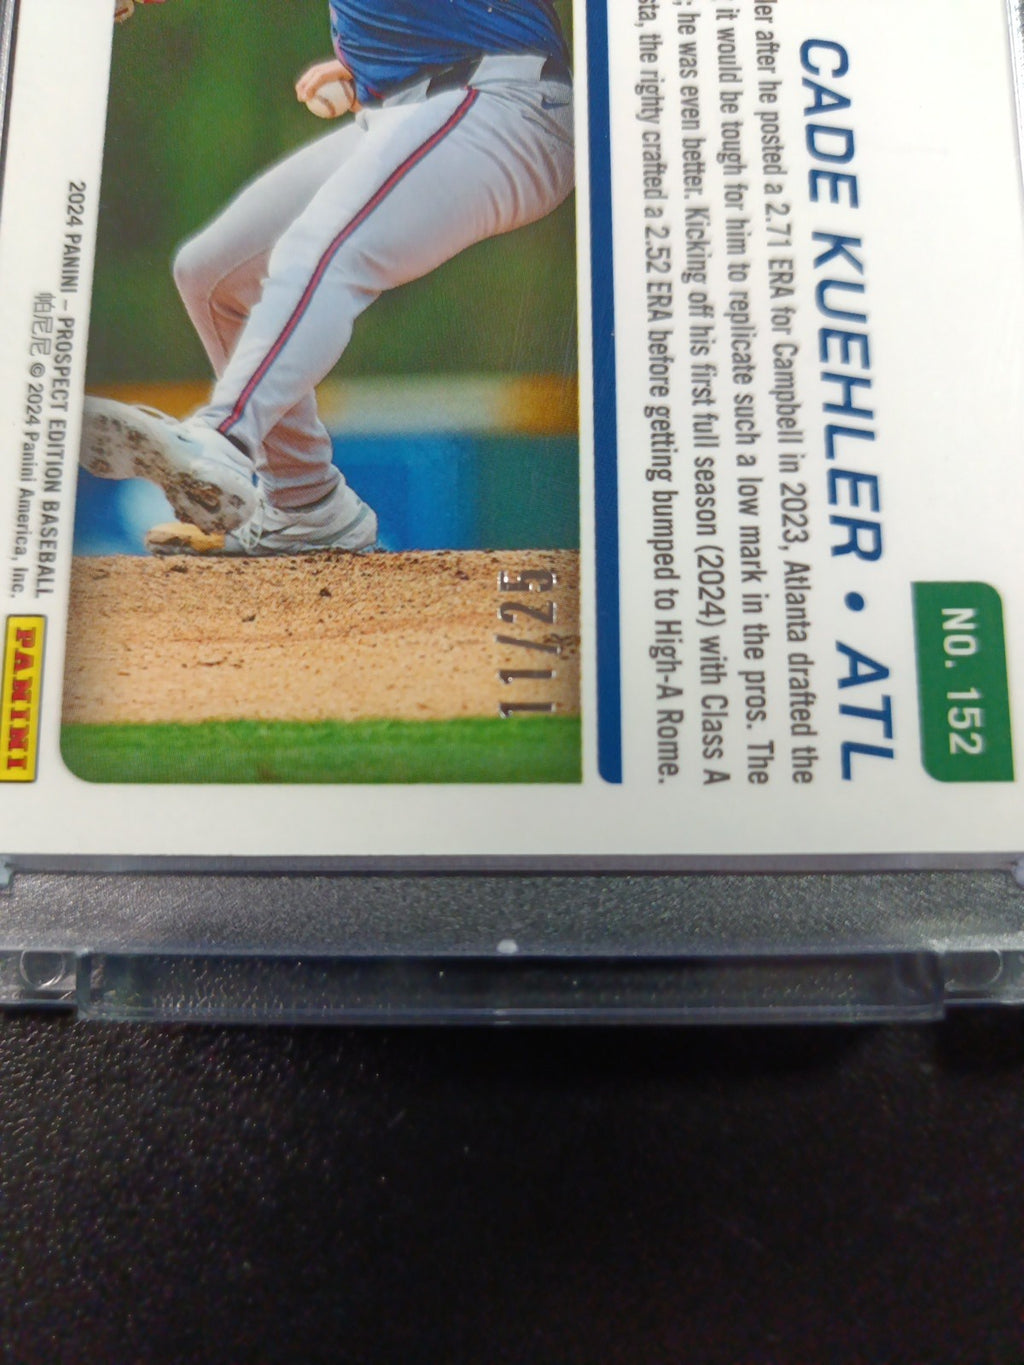 NO. 152
CADE KUEHLER • ATL
ler after he posted a 2.71 ERA for Campbell in 2023, Atlanta drafted the
it would be tough for him to replicate such a low mark in the pros. The
; he was even better. Kicking off his first full season (2024) with Class A
sta, the righty crafted a 2.52 ERA before getting bumped to High-A Rome.
11/25
2024 PANINI – PROSPECT EDITION BASEBALL
帕尼尼 © 2024 Panini America, Inc.
PANINI